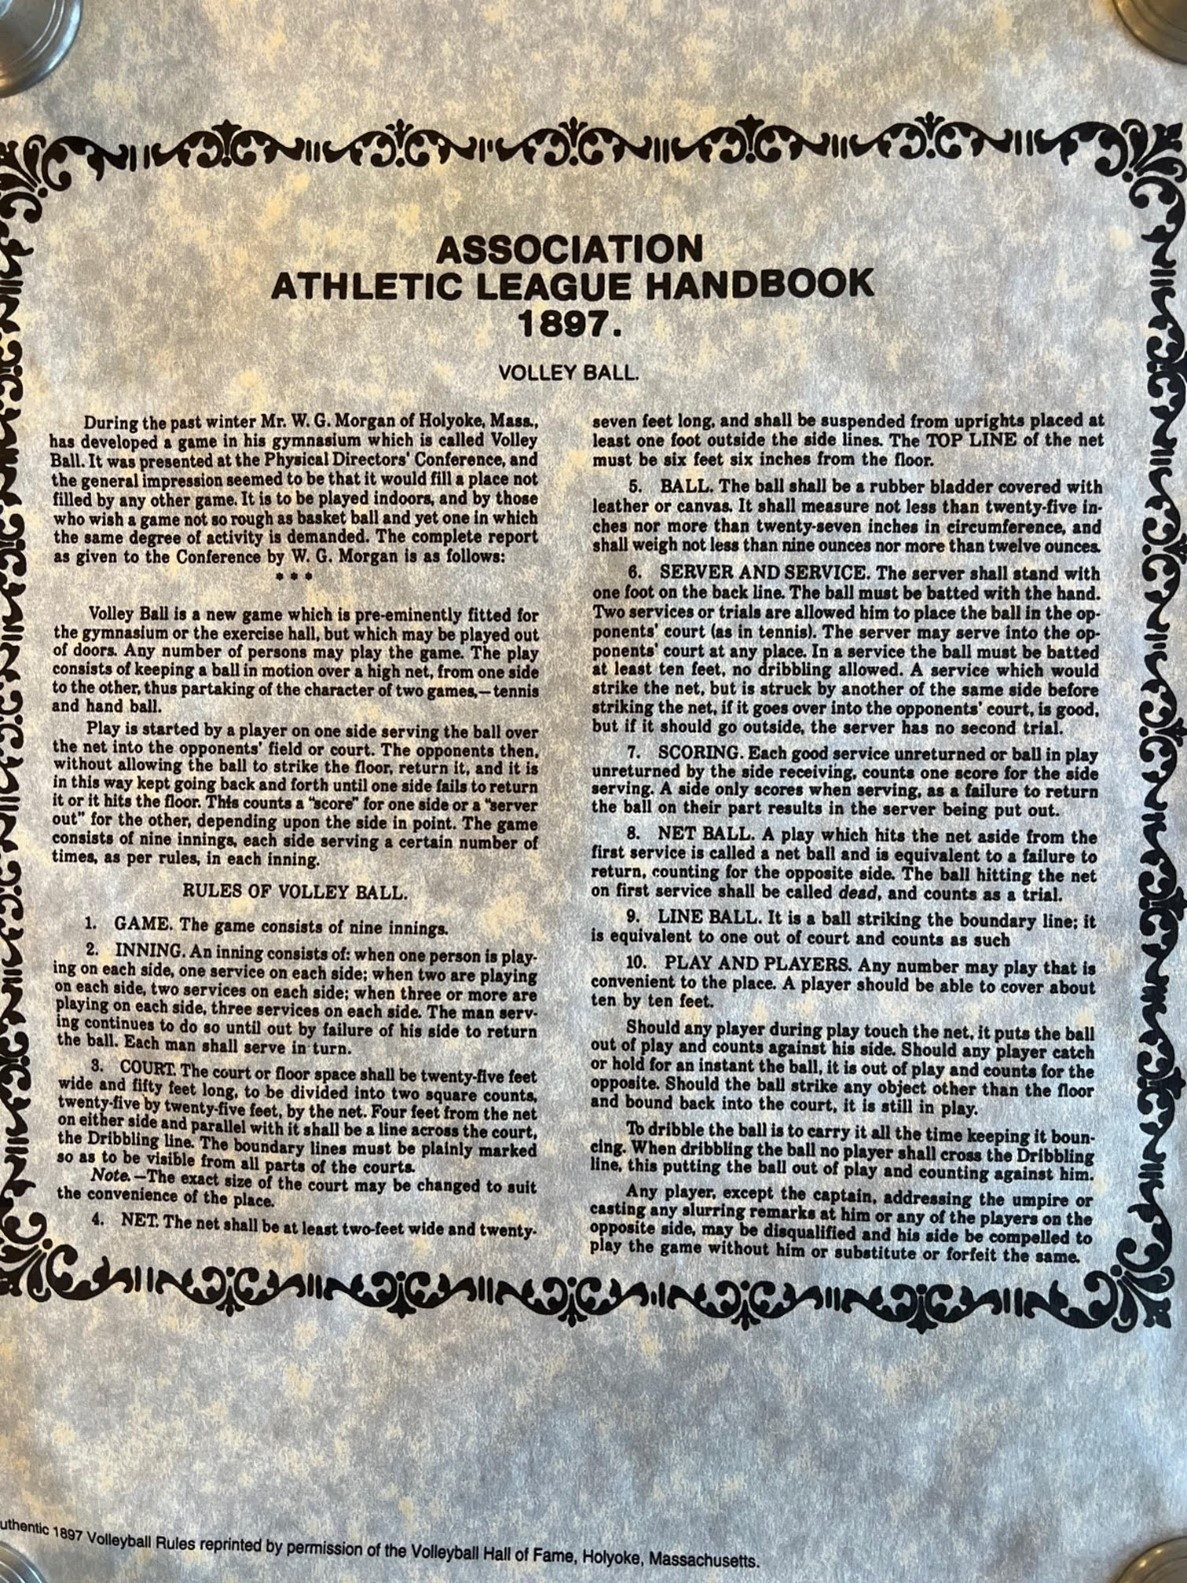 ASSOCIATION
ATHLETIC LEAGUE HANDBOOK
1897.
VOLLEY BALL.
During the past winter Mr. W. G. Morgan of Holyoke, Mass.,
has developed a game in his gymnasium which is called Volley
Ball. It was presented at the Physical Directors' Conference, and
the general impression seemed to be that it would fill a place not
filled by any other game. It is to be played indoors, and by those
who wish a game not so rough as basket ball and yet one in which
the same degree of activity is demanded. The complete report
as given to the Conference by W. G. Morgan is as follows:
* * *
Volley Ball is a new game which is pre-eminently fitted for
the gymnasium or the exercise hall, but which may be played out
of doors. Any number of persons may play the game. The play
consists of keeping a ball in motion over a high net, from one side
to the other, thus partaking of the character of two games,—tennis
and hand ball.
Play is started by a player on one side serving the ball over
the net into the opponents' field or court. The opponents then,
without allowing the ball to strike the floor, return it, and it is
in this way kept going back and forth until one side fails to return
it or it hits the floor. This counts a "score" for one side or a "server
out" for the other, depending upon the side in point. The game
consists of nine innings, each side serving a certain number of
times, as per rules, in each inning.
RULES OF VOLLEY BALL.
1. GAME. The game consists of nine innings.
2. INNING. An inning consists of: when one person is play-
ing on each side, one service on each side; when two are playing
on each side, two services on each side; when three or more are
playing on each side, three services on each side. The man serv-
ing continues to do so until out by failure of his side to return
the ball. Each man shall serve in turn.
3. COURT. The court or floor space shall be twenty-five feet
wide and fifty feet long, to be divided into two square counts,
twenty-five by twenty-five feet, by the net. Four feet from the net
on either side and parallel with it shall be a line across the court,
the Dribbling line. The boundary lines must be plainly marked
so as to be visible from all parts of the courts.
Note.—The exact size of the court may be changed to suit
the convenience of the place.
4. NET. The net shall be at least two-feet wide and twenty-
seven feet long, and shall be suspended from uprights placed at
least one foot outside the side lines. The TOP LINE of the net
must be six feet six inches from the floor.
5. BALL. The ball shall be a rubber bladder covered with
leather or canvas. It shall measure not less than twenty-five in-
ches nor more than twenty-seven inches in circumference, and
shall weigh not less than nine ounces nor more than twelve ounces.
6. SERVER AND SERVICE. The server shall stand with
one foot on the back line. The ball must be batted with the hand.
Two services or trials are allowed him to place the ball in the op-
ponents' court (as in tennis). The server may serve into the op-
ponents' court at any place. In a service the ball must be batted
at least ten feet, no dribbling allowed. A service which would
strike the net, but is struck by another of the same side before
striking the net, if it goes over into the opponents' court, is good,
but if it should go outside, the server has no second trial.
7. SCORING. Each good service unreturned or ball in play
unreturned by the side receiving, counts one score for the side
serving. A side only scores when serving, as a failure to return
the ball on their part results in the server being put out.
8. NET BALL. A play which hits the net aside from the
first service is called a net ball and is equivalent to a failure to
return, counting for the opposite side. The ball hitting the net
on first service shall be called dead, and counts as a trial.
9. LINE BALL. It is a ball striking the boundary line; it
is equivalent to one out of court and counts as such
10. PLAY AND PLAYERS. Any number may play that is
convenient to the place. A player should be able to cover about
ten by ten feet.
Should any player during play touch the net, it puts the ball
out of play and counts against his side. Should any player catch
or hold for an instant the ball, it is out of play and counts for the
opposite. Should the ball strike any object other than the floor
and bound back into the court, it is still in play.
To dribble the ball is to carry it all the time keeping it boun-
cing. When dribbling the ball no player shall cross the Dribbling
line, this putting the ball out of play and counting against him.
Any player, except the captain, addressing the umpire or
casting any slurring remarks at him or any of the players on the
opposite side, may be disqualified and his side be compelled to
play the game without him or substitute or forfeit the same.
uthentic 1897 Volleyball Rules reprinted by permission of the Volleyball Hall of Fame, Holyoke, Massachusetts.